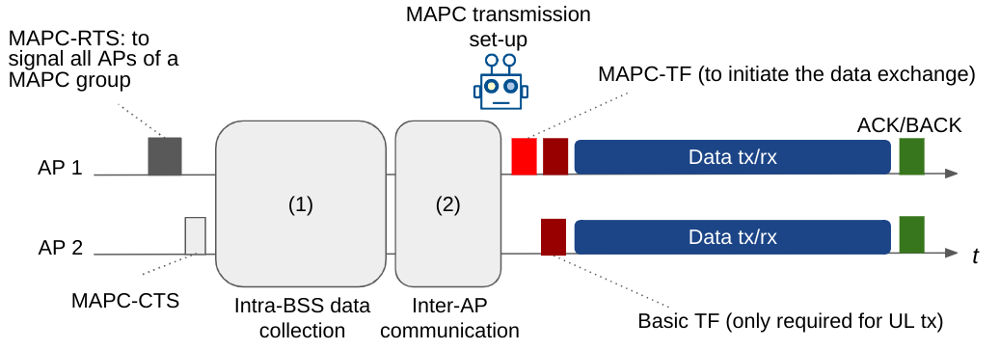 MAPC transmission
set-up
MAPC-RTS: to
signal all APs of a
MAPC group
MAPC-TF (to initiate the data exchange)
ACK/BACK
AP 1
Data tx/rx
(1)
(2)
AP 2
Data tx/rx
t
MAPC-CTS
Intra-BSS data
collection
Inter-AP
communication
Basic TF (only required for UL tx)